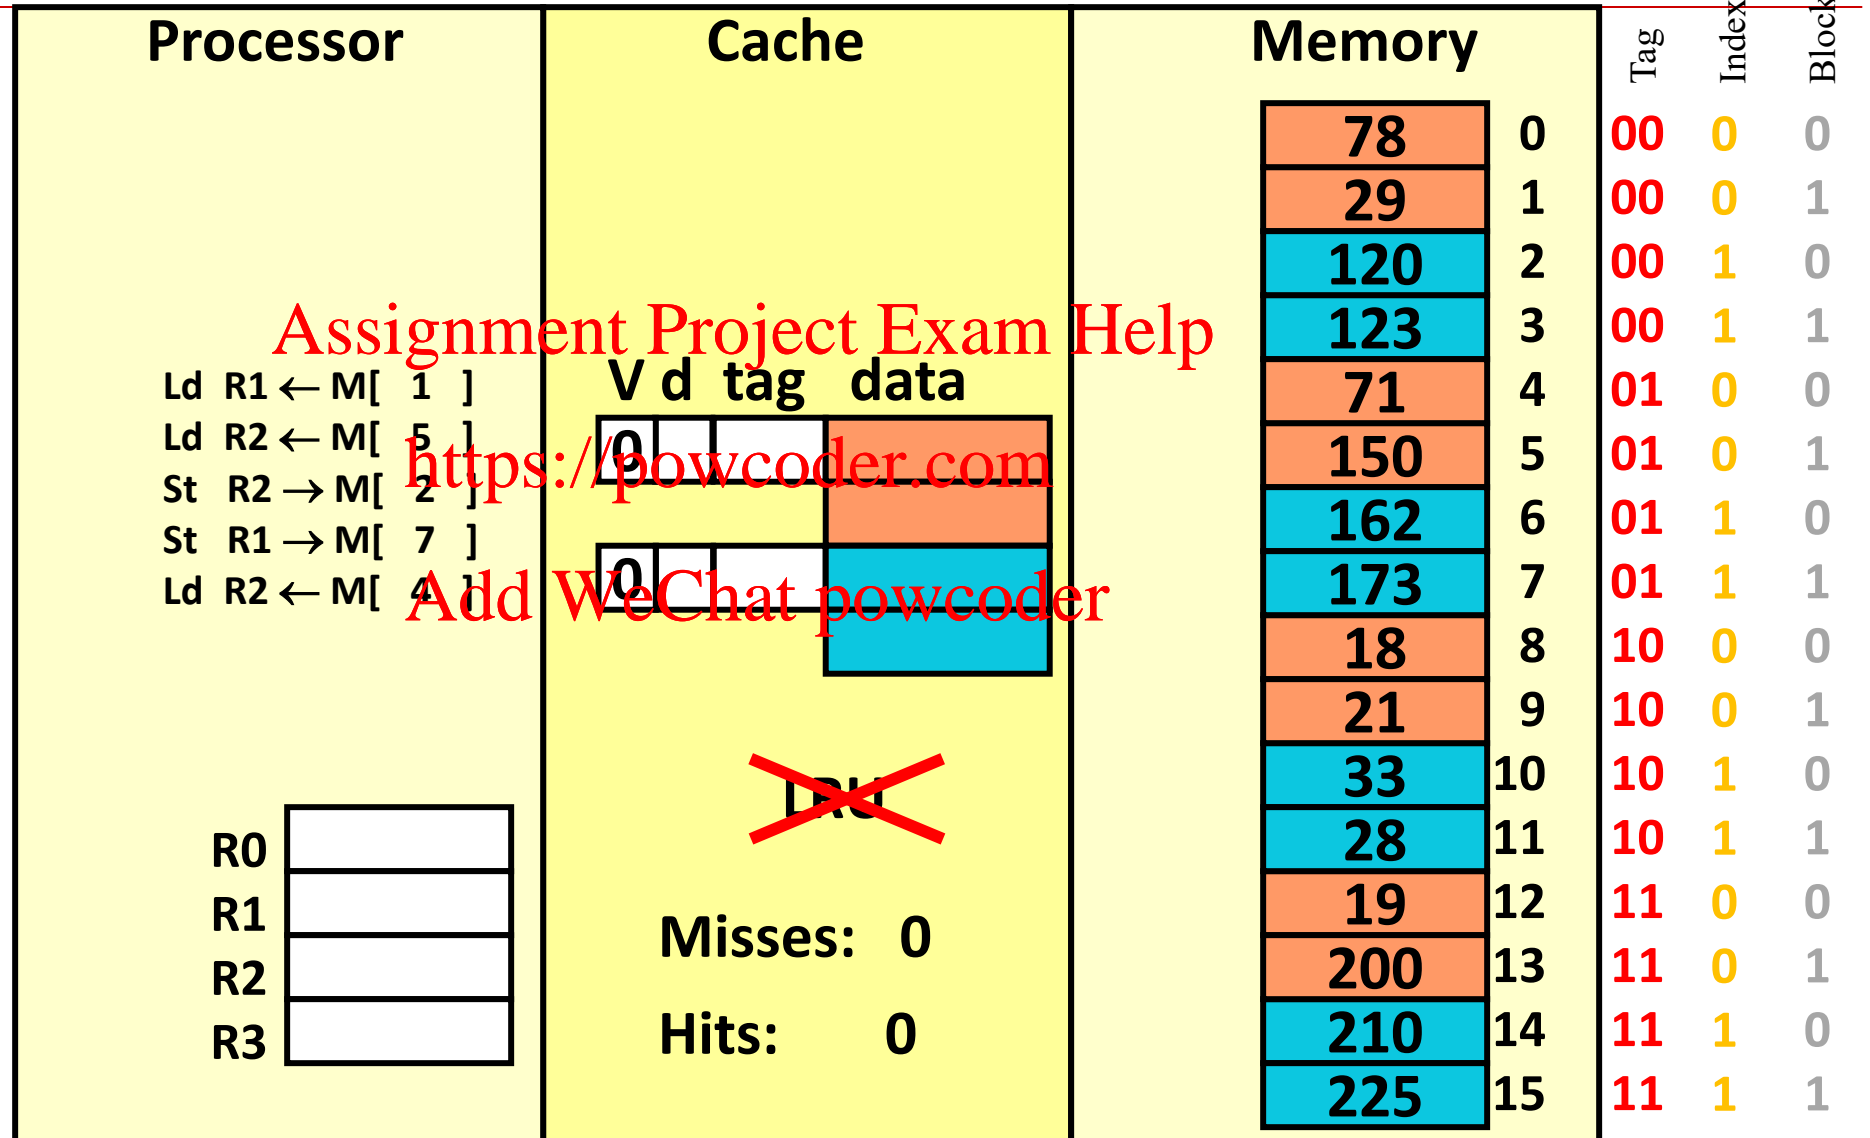 Processor Cache Memory Tag Index Block
78 0 00 0 0
29 1 00 0 1
120 2 00 1 0
Assignment Project Exam Help
123 3 00 1 1
V d tag data
Ld R1 ← M[ 1 ] 71 4 01 0 0
Ld R2 ← M[ 5 ] 0 150 5 01 0 1
https://powcoder.com
St R2 → M[ 2 ] 162 6 01 1 0
St R1 → M[ 7 ]
Ld R2 ← M[ 4 ] 0 173 7 01 1 1
Add WeChat powcoder
18 8 10 0 0
21 9 10 0 1
LRU 33 10 10 1 0
R0 28 11 10 1 1
R1 19 12 11 0 0
Misses: 0
R2 200 13 11 0 1
R3 Hits: 0 210 14 11 1 0
225 15 11 1 1